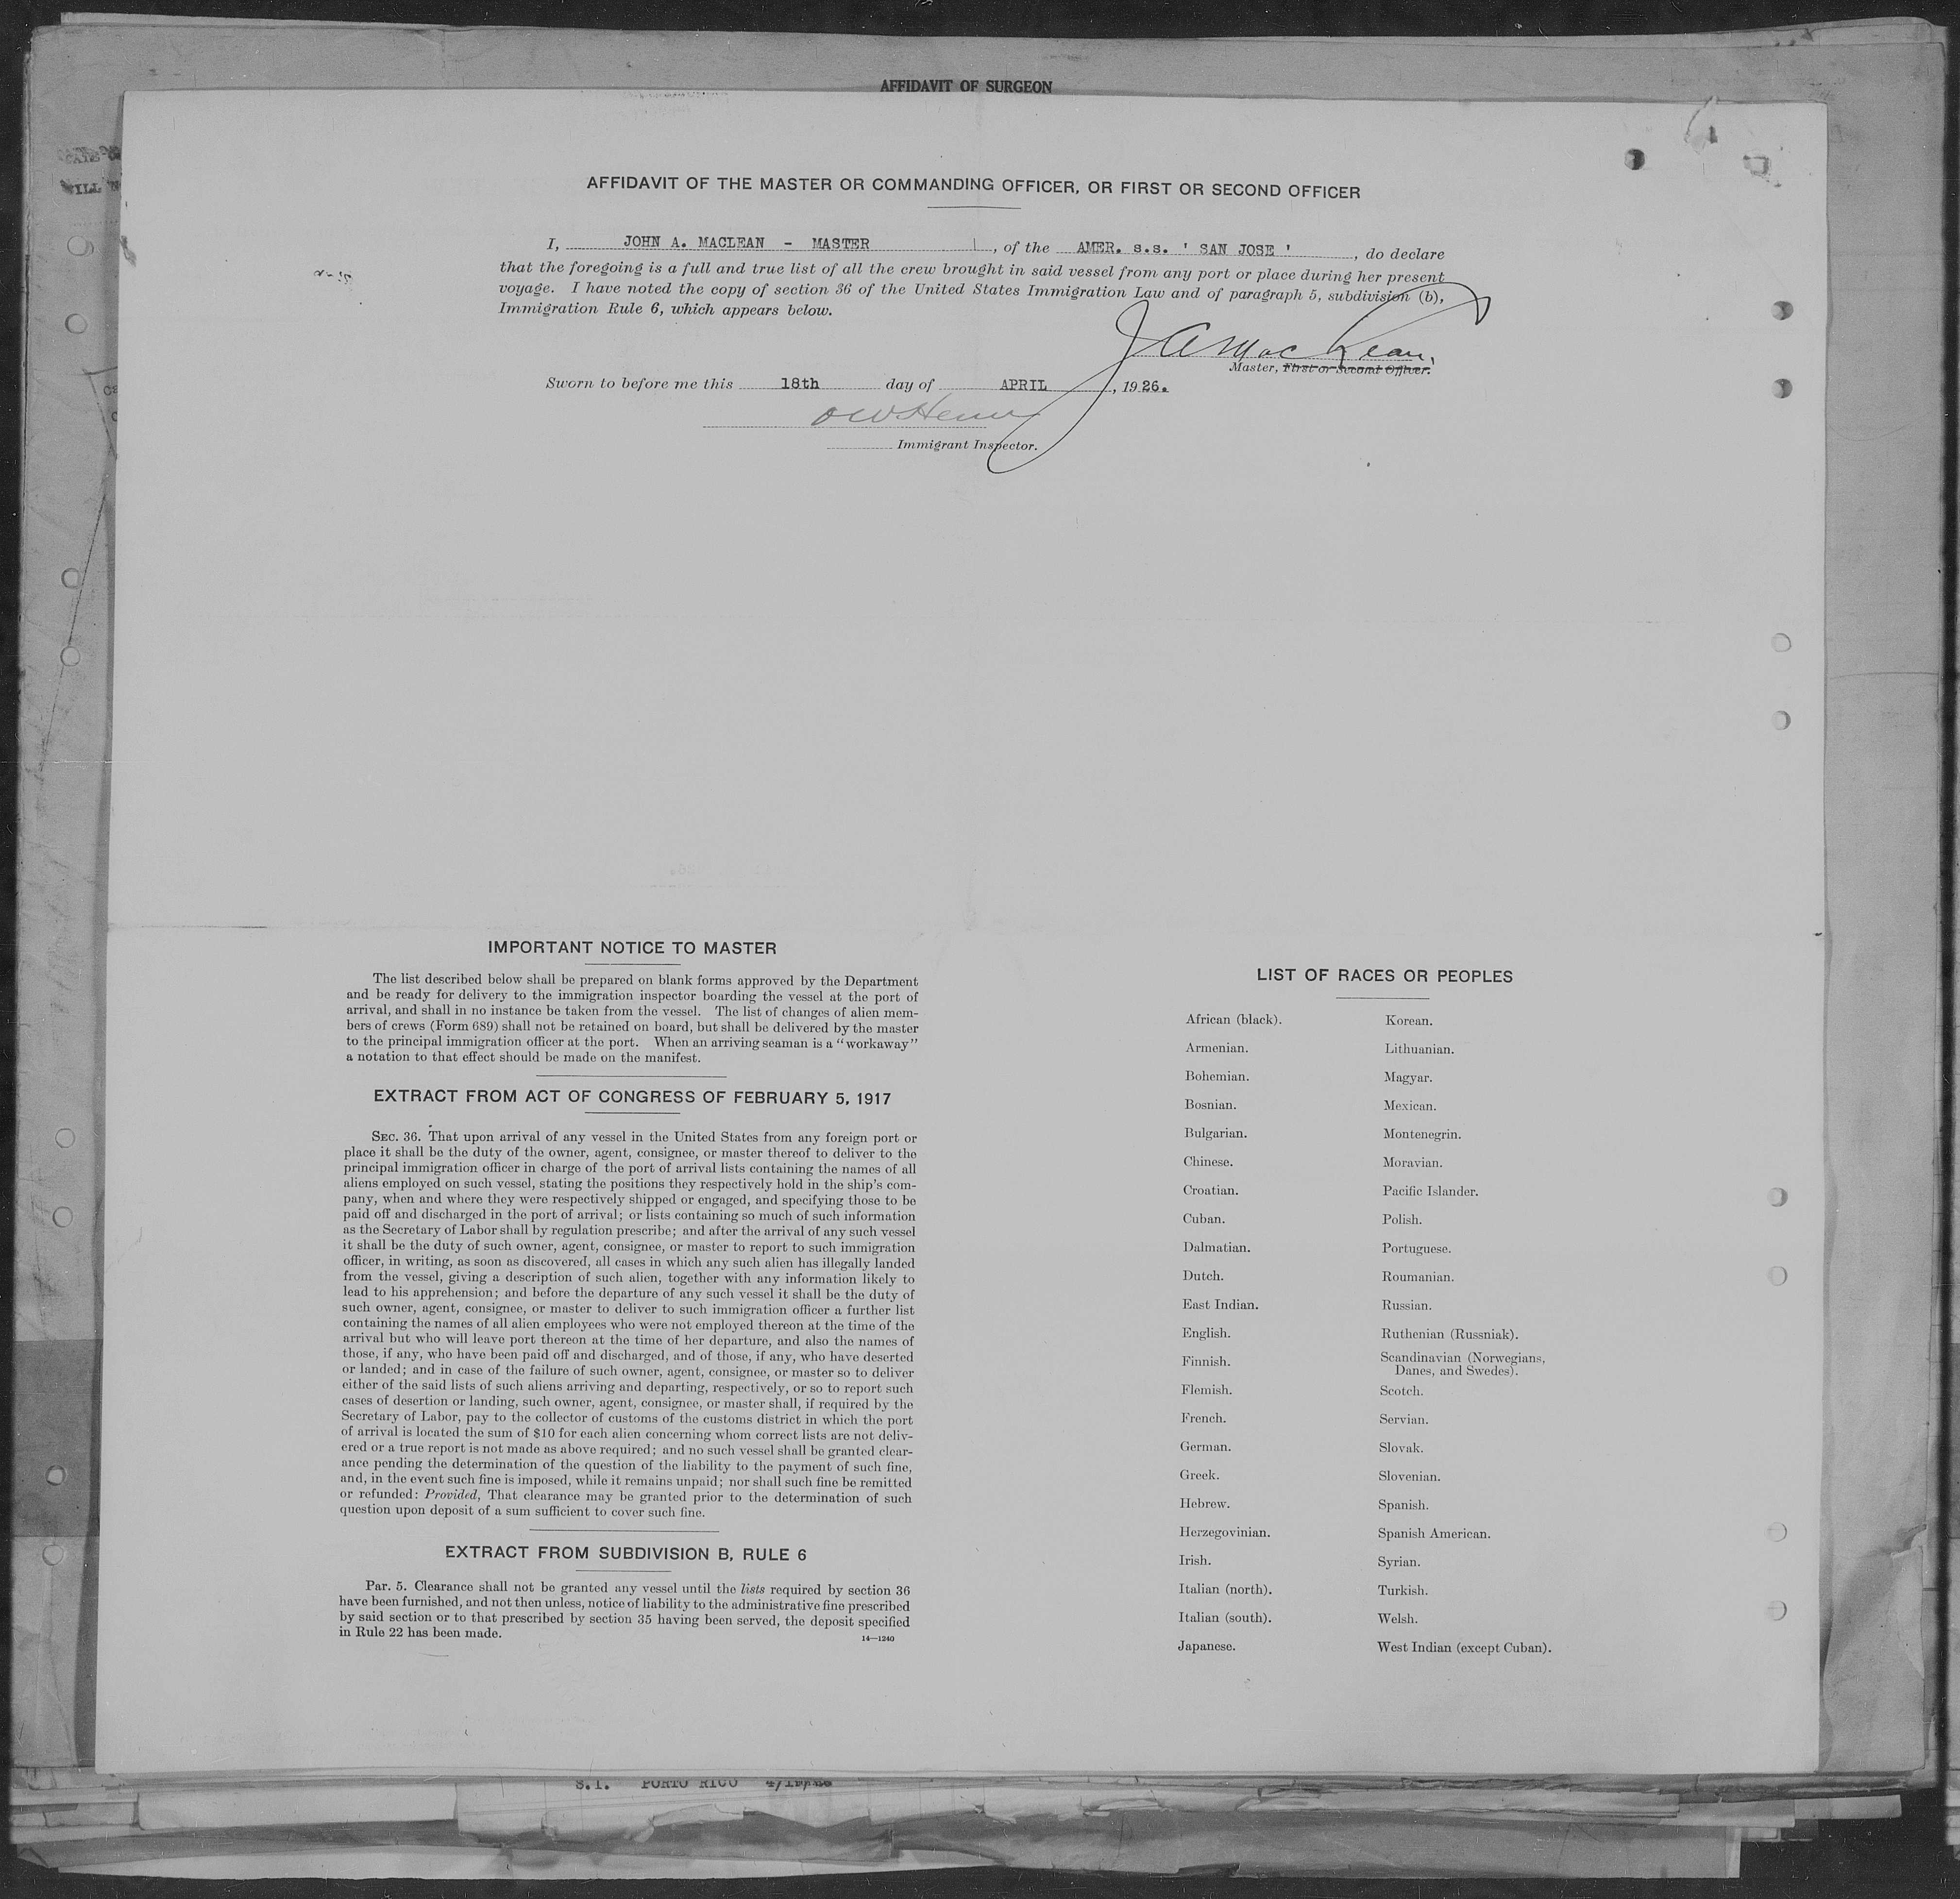 AFFIDAVIT OF SURGEON
AFFIDAVIT OF THE MASTER OR COMMANDING OFFICER, OR FIRST OR SECOND OFFICER
I, JOHN A. MACLEAN - MASTER , of the AMER. s.s. ' SAN JOSE ' , do declare
that the foregoing is a full and true list of all the crew brought in said vessel from any port or place during her present
voyage. I have noted the copy of section 36 of the United States Immigration Law and of paragraph 5, subdivision (b),
Immigration Rule 6, which appears below.
J A MacLean.
Master, First or Second Officer.
Sworn to before me this 18th day of APRIL , 1926.
Immigrant Inspector.
IMPORTANT NOTICE TO MASTER
The list described below shall be prepared on blank forms approved by the Department
and be ready for delivery to the immigration inspector boarding the vessel at the port of
arrival, and shall in no instance be taken from the vessel. The list of changes of alien mem-
bers of crews (Form 689) shall not be retained on board, but shall be delivered by the master
to the principal immigration officer at the port. When an arriving seaman is a "workaway"
a notation to that effect should be made on the manifest.
EXTRACT FROM ACT OF CONGRESS OF FEBRUARY 5, 1917
SEC. 36. That upon arrival of any vessel in the United States from any foreign port or
place it shall be the duty of the owner, agent, consignee, or master thereof to deliver to the
principal immigration officer in charge of the port of arrival lists containing the names of all
aliens employed on such vessel, stating the positions they respectively hold in the ship's com-
pany, when and where they were respectively shipped or engaged, and specifying those to be
paid off and discharged in the port of arrival; or lists containing so much of such information
as the Secretary of Labor shall by regulation prescribe; and after the arrival of any such vessel
it shall be the duty of such owner, agent, consignee, or master to report to such immigration
officer, in writing, as soon as discovered, all cases in which any such alien has illegally landed
from the vessel, giving a description of such alien, together with any information likely to
lead to his apprehension; and before the departure of any such vessel it shall be the duty of
such owner, agent, consignee, or master to deliver to such immigration officer a further list
containing the names of all alien employees who were not employed thereon at the time of the
arrival but who will leave port thereon at the time of her departure, and also the names of
those, if any, who have been paid off and discharged, and of those, if any, who have deserted
or landed; and in case of the failure of such owner, agent, consignee, or master so to deliver
either of the said lists of such aliens arriving and departing, respectively, or so to report such
cases of desertion or landing, such owner, agent, consignee, or master shall, if required by the
Secretary of Labor, pay to the collector of customs of the customs district in which the port
of arrival is located the sum of $10 for each alien concerning whom correct lists are not deliv-
ered or a true report is not made as above required; and no such vessel shall be granted clear-
ance pending the determination of the question of the liability to the payment of such fine,
and, in the event such fine is imposed, while it remains unpaid; nor shall such fine be remitted
or refunded: Provided, That clearance may be granted prior to the determination of such
question upon deposit of a sum sufficient to cover such fine.
EXTRACT FROM SUBDIVISION B, RULE 6
Par. 5. Clearance shall not be granted any vessel until the lists required by section 36
have been furnished, and not then unless, notice of liability to the administrative fine prescribed
by said section or to that prescribed by section 35 having been served, the deposit specified
in Rule 22 has been made.
14—1240
LIST OF RACES OR PEOPLES
African (black). Korean.
Armenian. Lithuanian.
Bohemian. Magyar.
Bosnian. Mexican.
Bulgarian. Montenegrin.
Chinese. Moravian.
Croatian. Pacific Islander.
Cuban. Polish.
Dalmatian. Portuguese.
Dutch. Roumanian.
East Indian. Russian.
English. Ruthenian (Russniak).
Finnish. Scandinavian (Norwegians,
Danes, and Swedes).
Flemish. Scotch.
French. Servian.
German. Slovak.
Greek. Slovenian.
Hebrew. Spanish.
Herzegovinian. Spanish American.
Irish. Syrian.
Italian (north). Turkish.
Italian (south). Welsh.
Japanese. West Indian (except Cuban).
S.I. PORTO RICO